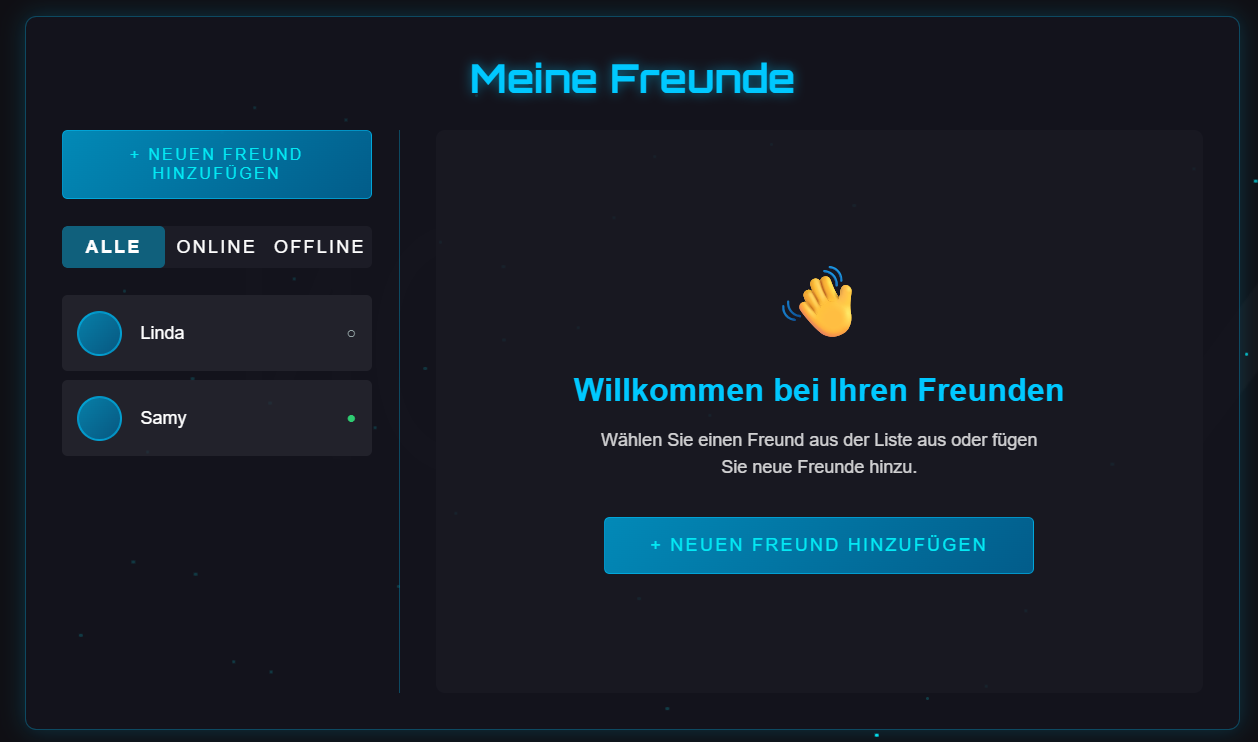 Meine Freunde
+ NEUEN FREUND
HINZUFÜGEN
ALLE ONLINE OFFLINE
Linda
Samy
Willkommen bei Ihren Freunden
Wählen Sie einen Freund aus der Liste aus oder fügen
Sie neue Freunde hinzu.
+ NEUEN FREUND HINZUFÜGEN